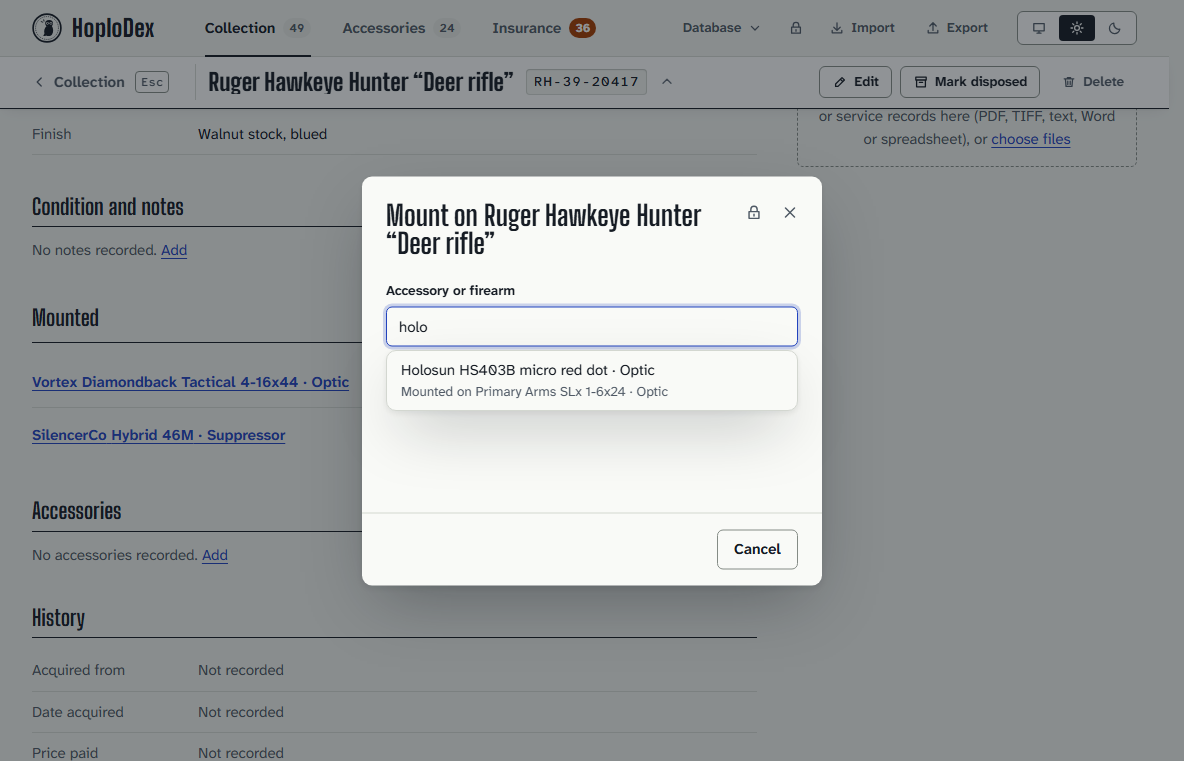 HoploDex
Collection 49
Accessories 24
Insurance 36
Database
Import
Export
Collection Esc
Ruger Hawkeye Hunter “Deer rifle”
RH-39-20417
Edit
Mark disposed
Delete
Finish
Walnut stock, blued
or service records here (PDF, TIFF, text, Word
or spreadsheet), or choose files
Condition and notes
No notes recorded. Add
Mounted
Vortex Diamondback Tactical 4-16x44 · Optic
SilencerCo Hybrid 46M · Suppressor
Accessories
No accessories recorded. Add
History
Acquired from
Not recorded
Date acquired
Not recorded
Price paid
Not recorded
Mount on Ruger Hawkeye Hunter
“Deer rifle”
Accessory or firearm
holo
Holosun HS403B micro red dot · Optic
Mounted on Primary Arms SLx 1-6x24 · Optic
Cancel